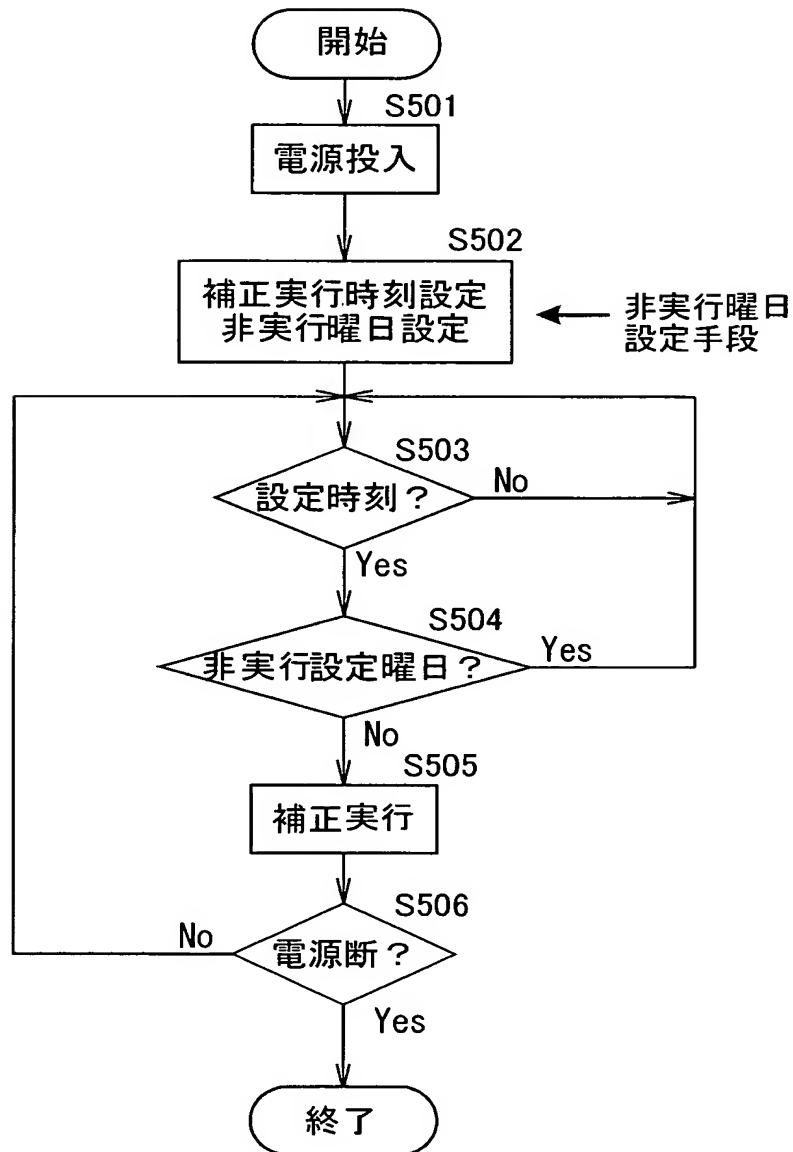 開始
S501
電源投入
S502
補正実行時刻設定
非実行曜日設定
非実行曜日
設定手段
S503
設定時刻？
No
Yes
S504
非実行設定曜日？
Yes
No
S505
補正実行
S506
電源断？
No
Yes
終了